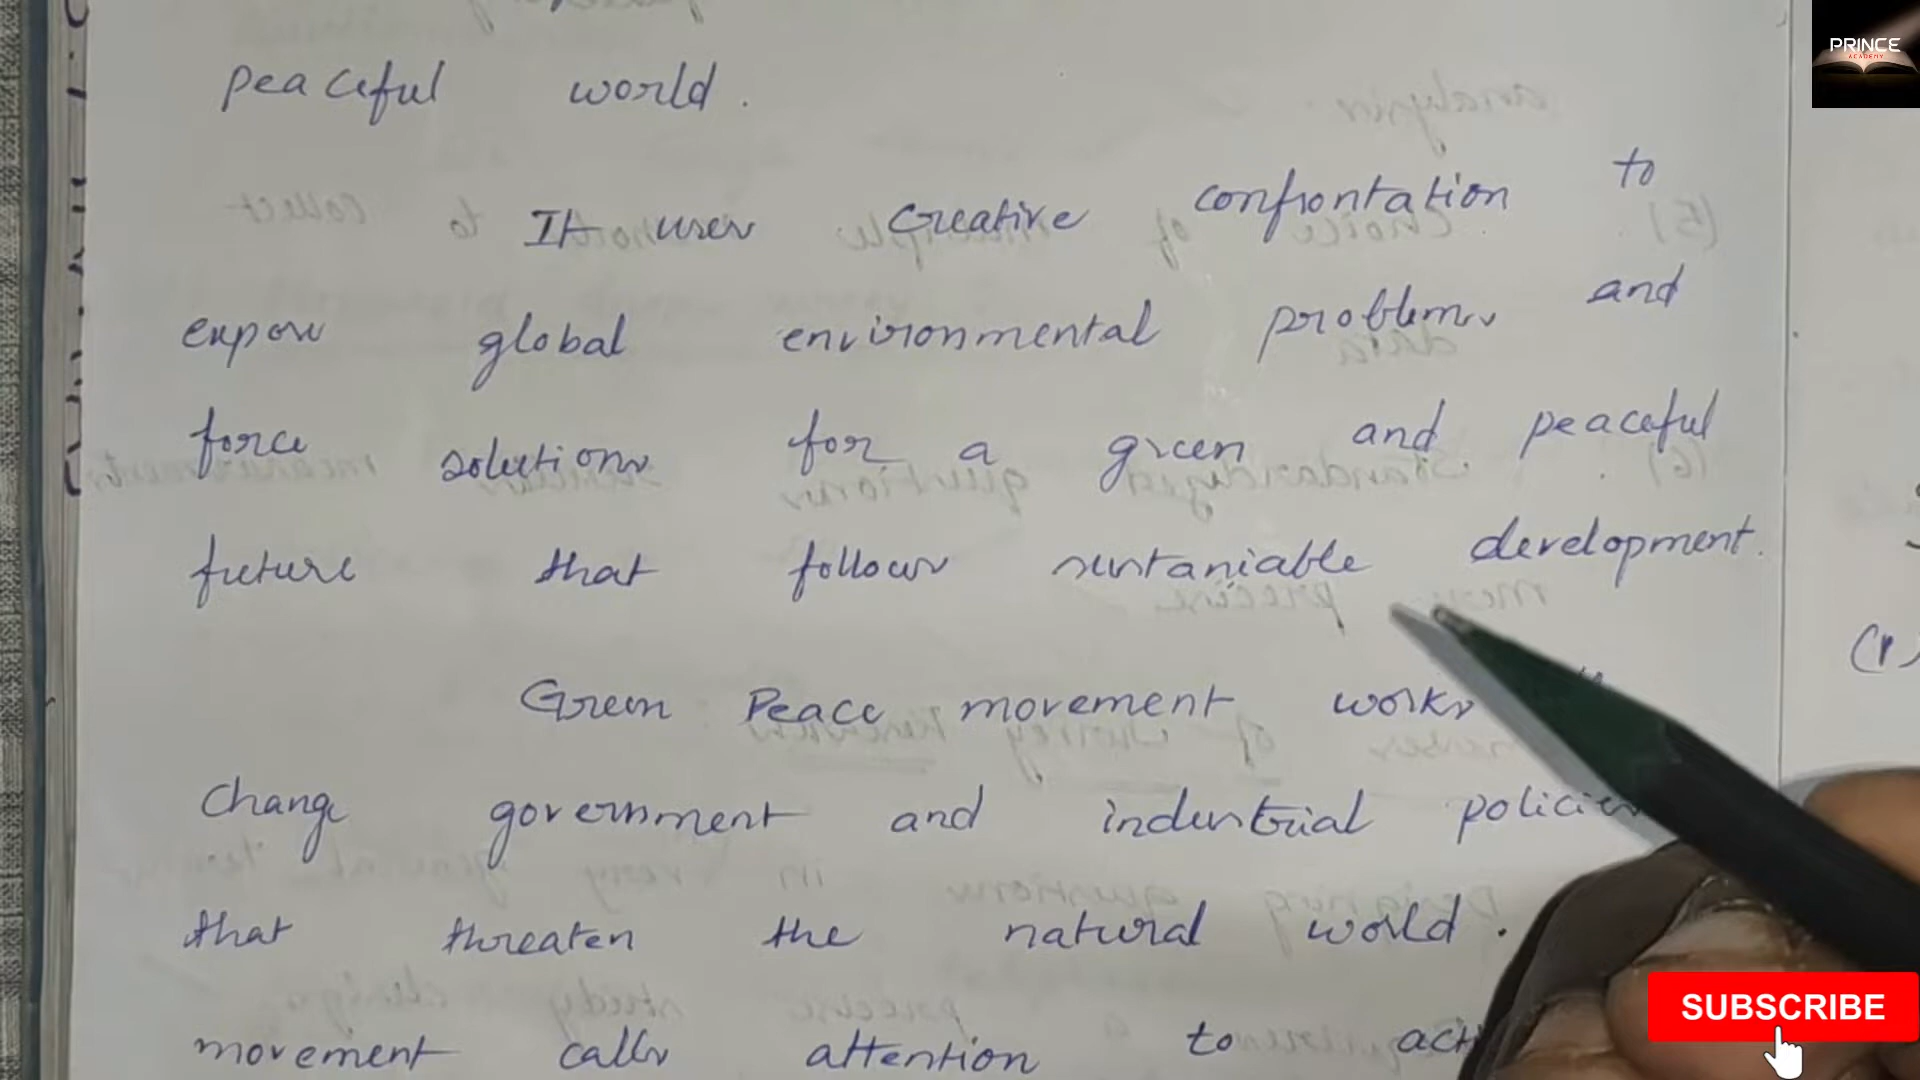 peaceful world.
It uses creative confrontation to
expose global environmental problems and
force solutions for a green and peaceful
future that follows sustaniable development.
Green Peace movement works
change government and industrial policies
that threaten the natural world.
movement calls attention to
PRINCE
ACADEMY
SUBSCRIBE